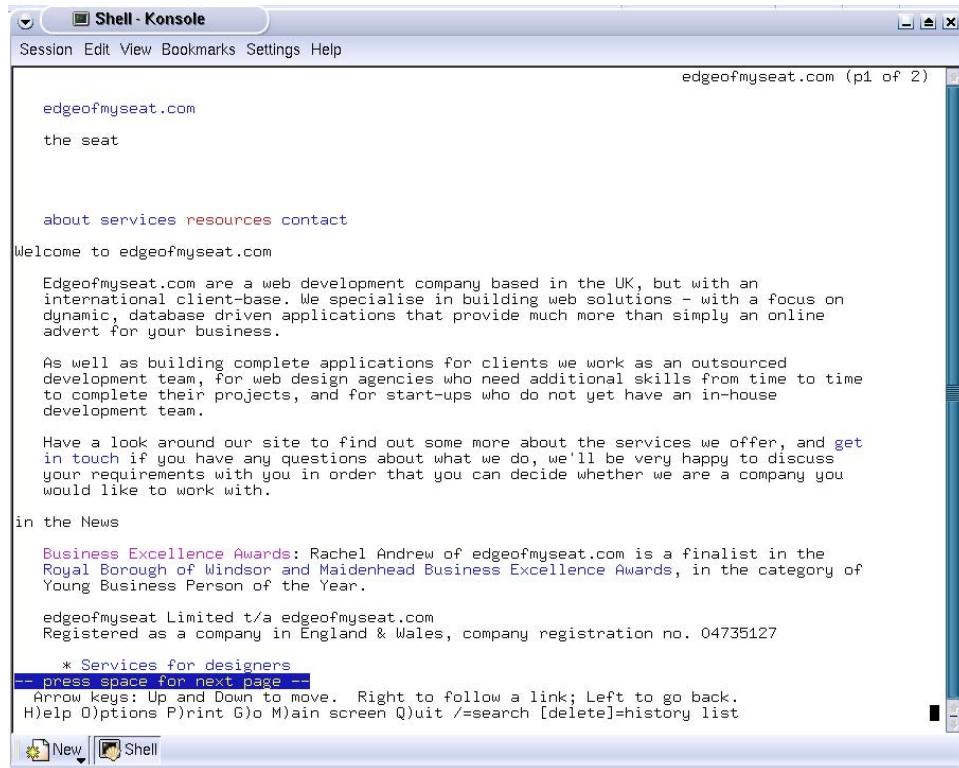 Shell - Konsole
Session Edit View Bookmarks Settings Help
edgeofmyseat.com (p1 of 2)
edgeofmyseat.com
the seat
about services resources contact
Welcome to edgeofmyseat.com
Edgeofmyseat.com are a web development company based in the UK, but with an
international client-base. We specialise in building web solutions - with a focus on
dynamic, database driven applications that provide much more than simply an online
advert for your business.
As well as building complete applications for clients we work as an outsourced
development team, for web design agencies who need additional skills from time to time
to complete their projects, and for start-ups who do not yet have an in-house
development team.
Have a look around our site to find out some more about the services we offer, and get
in touch if you have any questions about what we do, we'll be very happy to discuss
your requirements with you in order that you can decide whether we are a company you
would like to work with.
in the News
Business Excellence Awards: Rachel Andrew of edgeofmyseat.com is a finalist in the
Royal Borough of Windsor and Maidenhead Business Excellence Awards, in the category of
Young Business Person of the Year.
edgeofmyseat Limited t/a edgeofmyseat.com
Registered as a company in England & Wales, company registration no. 04735127
* Services for designers
-- press space for next page --
Arrow keys: Up and Down to move. Right to follow a link; Left to go back.
H)elp O)ptions P)rint G)o M)ain screen Q)uit /=search [delete]=history list
New Shell